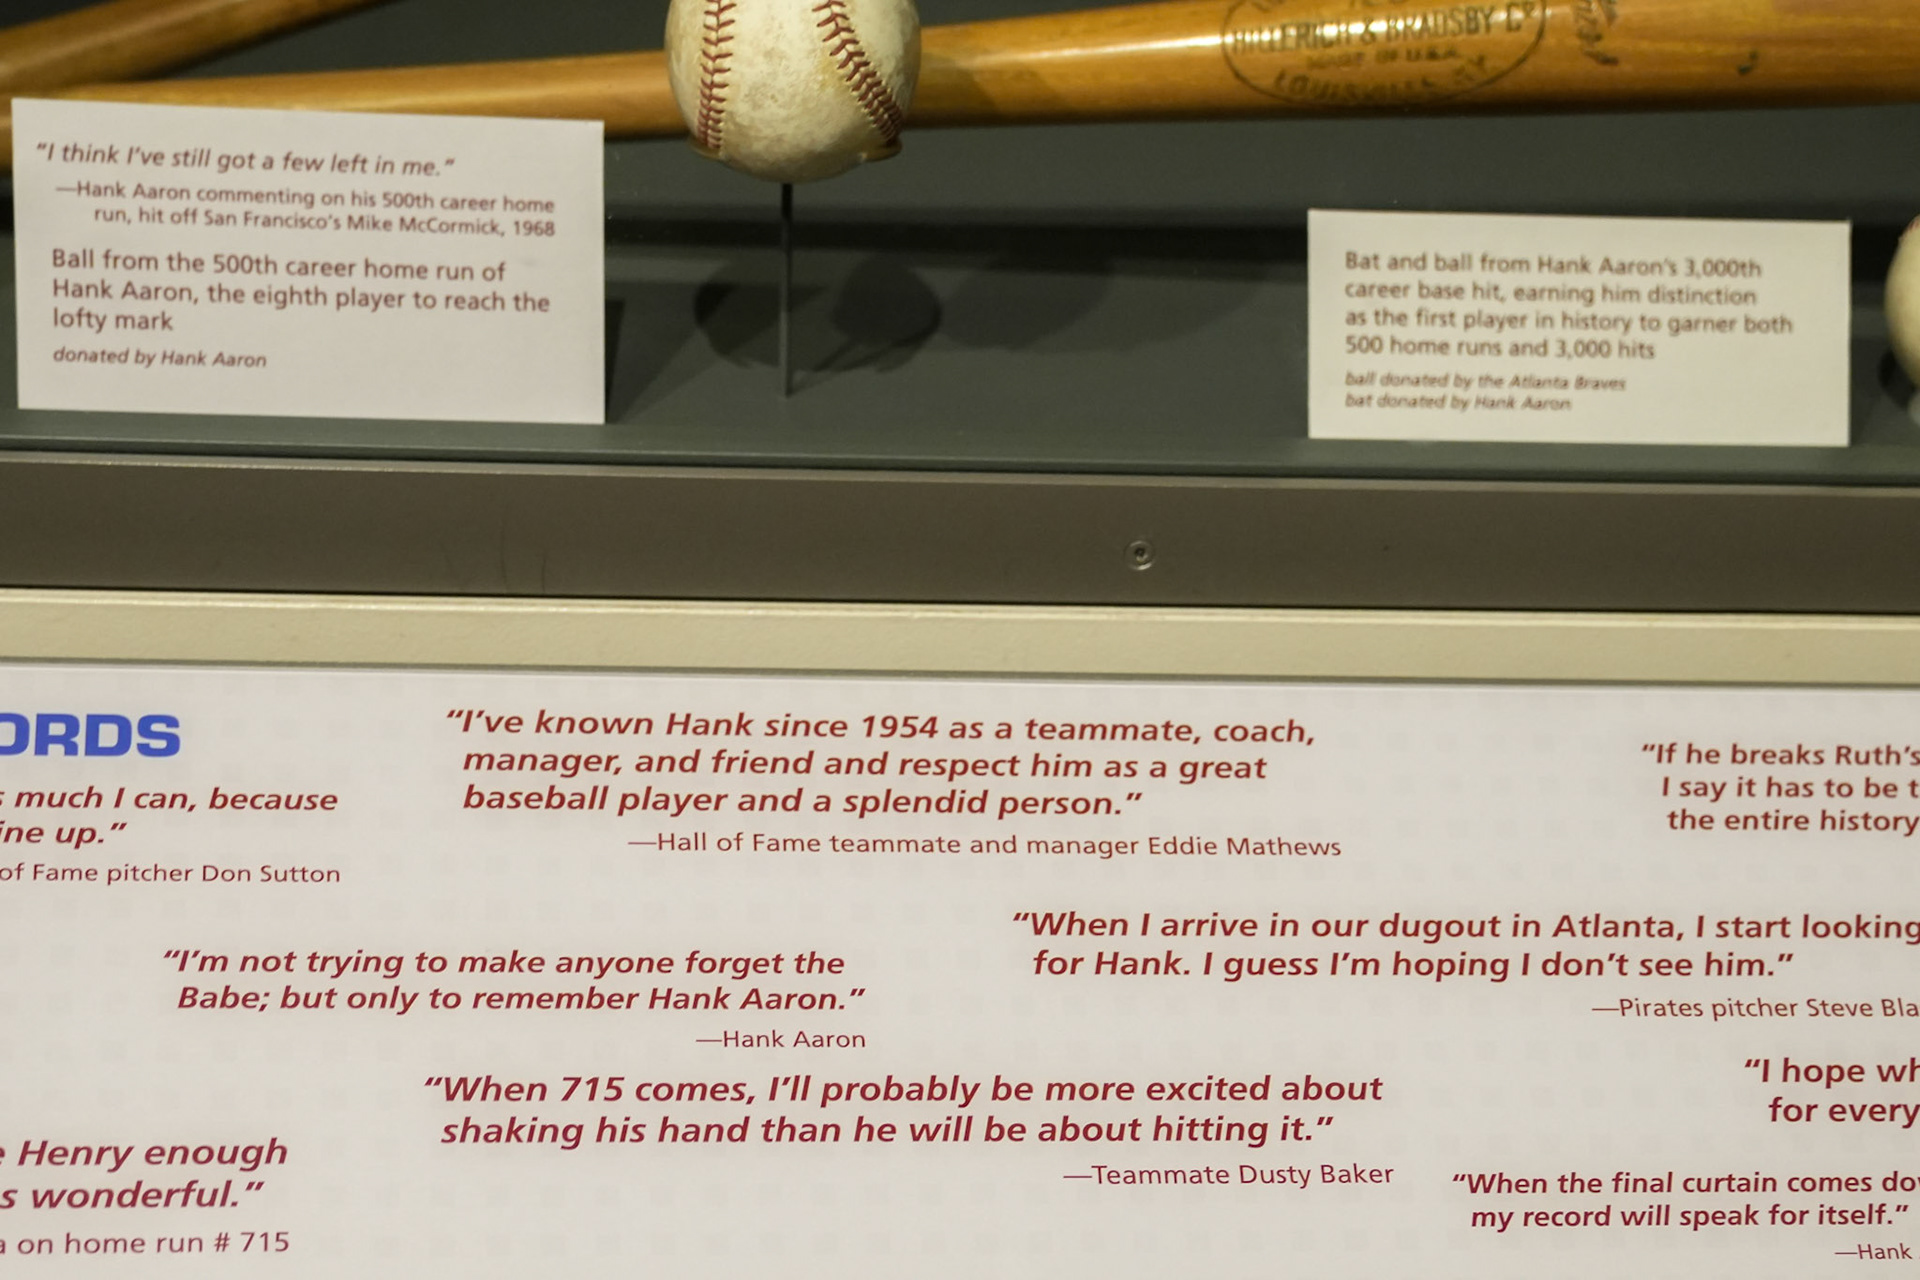 HILLERICH & BRADSBY Co
MADE IN U.S.A.
LOUISVILLE, KY.
“I think I’ve still got a few left in me.”
—Hank Aaron commenting on his 500th career home
run, hit off San Francisco’s Mike McCormick, 1968
Ball from the 500th career home run of
Hank Aaron, the eighth player to reach the
lofty mark
donated by Hank Aaron
Bat and ball from Hank Aaron’s 3,000th
career base hit, earning him distinction
as the first player in history to garner both
500 home runs and 3,000 hits
ball donated by the Atlanta Braves
bat donated by Hank Aaron
ORDS
s much I can, because
ine up.”
of Fame pitcher Don Sutton
“I’ve known Hank since 1954 as a teammate, coach,
manager, and friend and respect him as a great
baseball player and a splendid person.”
—Hall of Fame teammate and manager Eddie Mathews
“If he breaks Ruth’s
I say it has to be t
the entire history
“I’m not trying to make anyone forget the
Babe; but only to remember Hank Aaron.”
—Hank Aaron
“When I arrive in our dugout in Atlanta, I start looking
for Hank. I guess I’m hoping I don’t see him.”
—Pirates pitcher Steve Bla
“When 715 comes, I’ll probably be more excited about
shaking his hand than he will be about hitting it.”
—Teammate Dusty Baker
“I hope wh
for every
e Henry enough
s wonderful.”
a on home run # 715
“When the final curtain comes dow
my record will speak for itself.”
—Hank